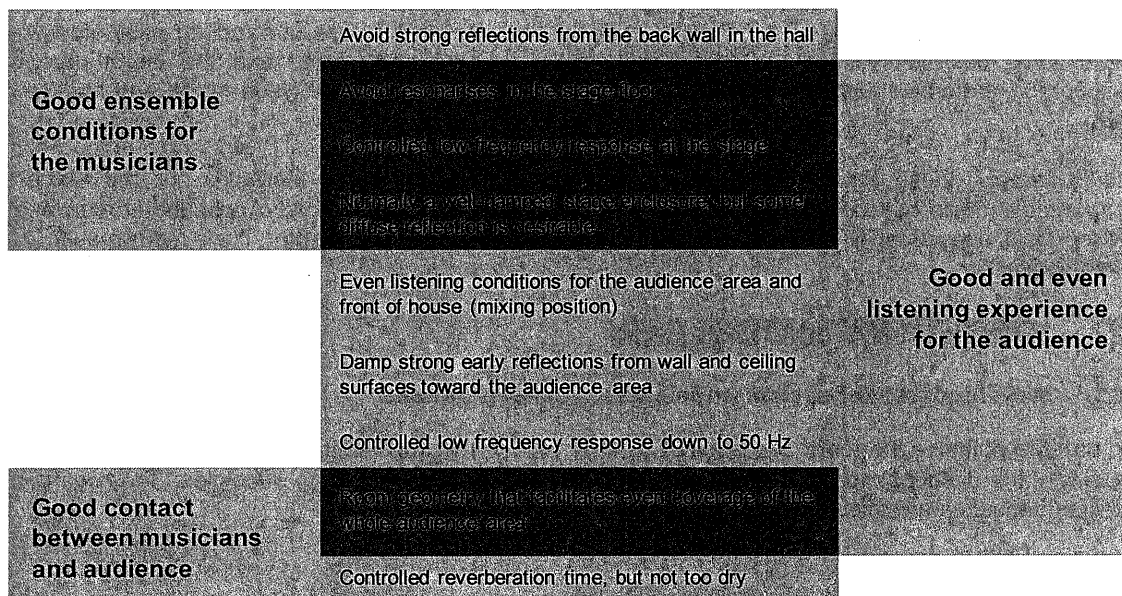 Avoid strong reflections from the back wall in the hall
Good ensemble
conditions for
the musicians
Avoid resonanses in the stage floor
Controlled low frequency response at the stage
Normally a well damped stage enclosure, but some
diffuse reflection is desirable
Even listening conditions for the audience area and
front of house (mixing position)
Damp strong early reflections from wall and ceiling
surfaces toward the audience area
Controlled low frequency response down to 50 Hz
Good and even
listening experience
for the audience
Good contact
between musicians
and audience
Room geometry that facilitates even coverage of the
whole audience area
Controlled reverberation time, but not too dry